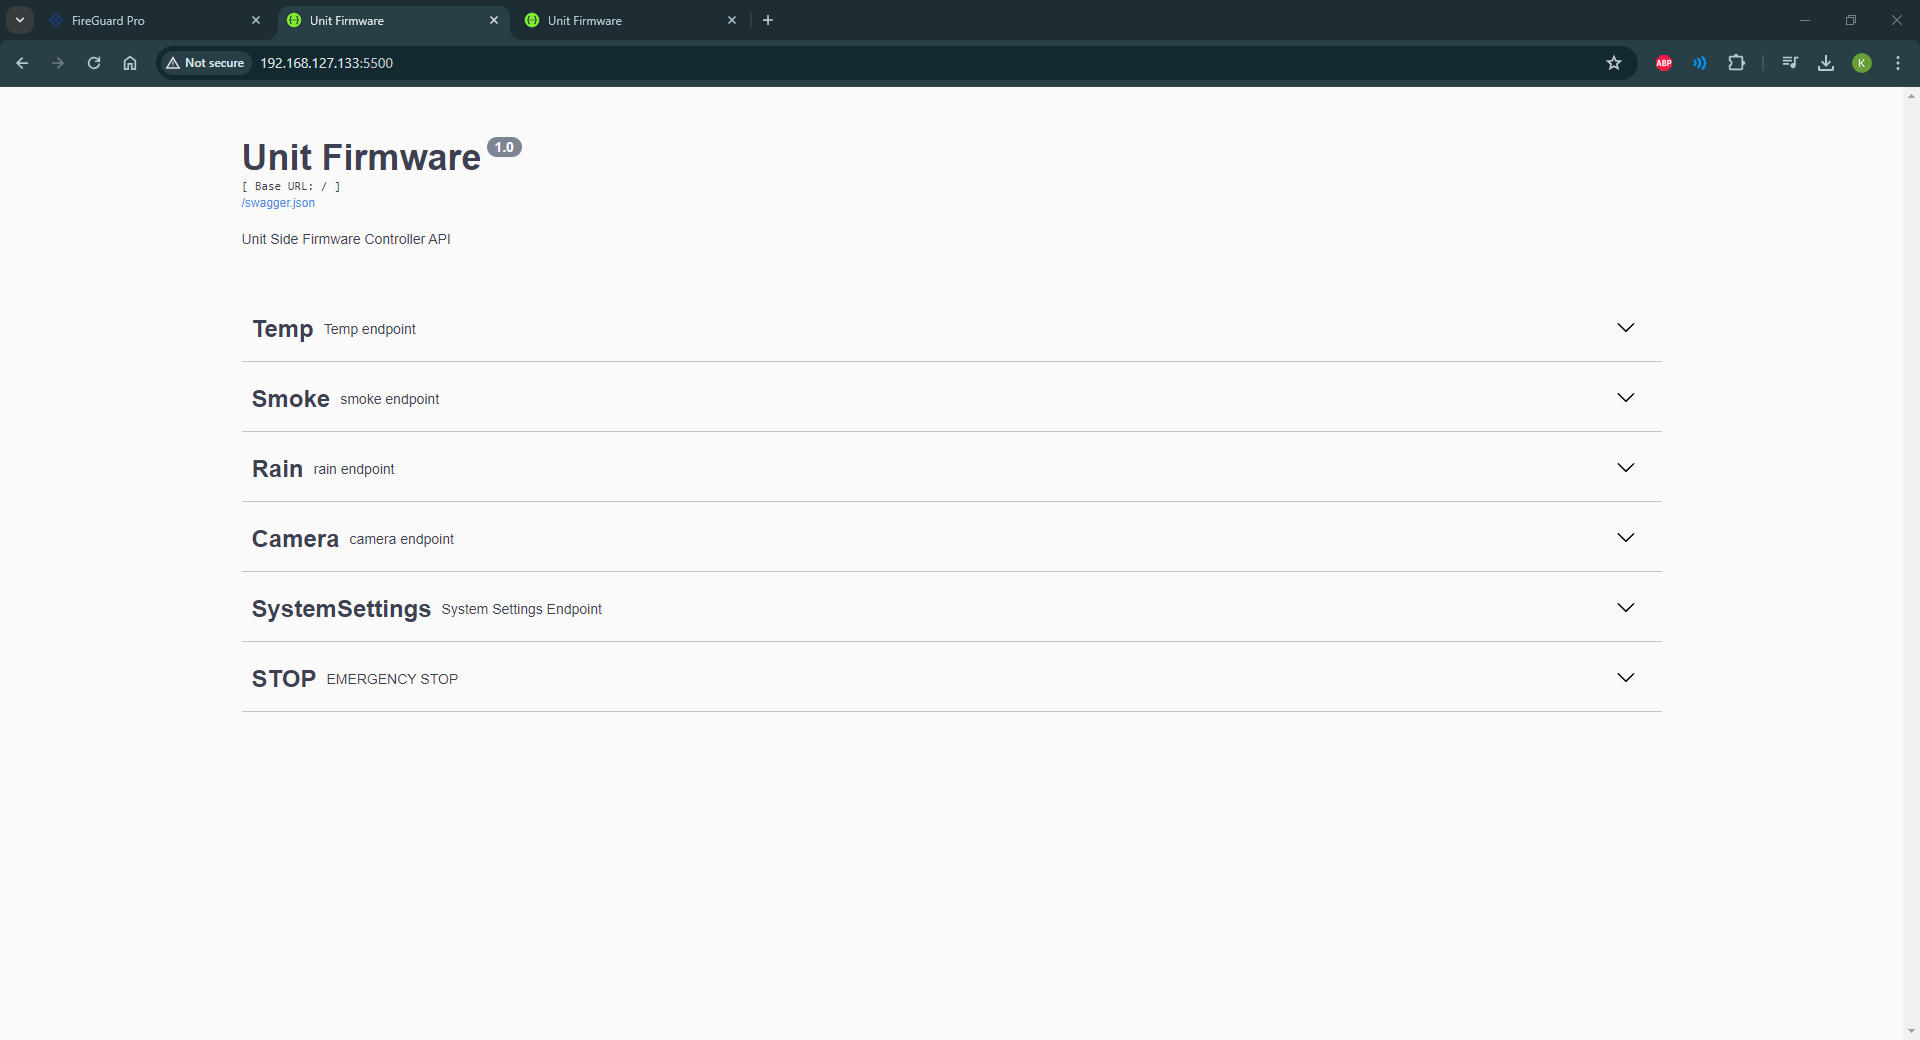 FireGuard Pro
Unit Firmware
Unit Firmware
Not secure
192.168.127.133:5500
ABP
K
Unit Firmware 1.0
[ Base URL: / ]
/swagger.json
Unit Side Firmware Controller API
Temp Temp endpoint
Smoke smoke endpoint
Rain rain endpoint
Camera camera endpoint
SystemSettings System Settings Endpoint
STOP EMERGENCY STOP